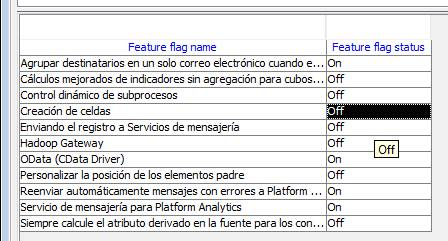 Feature flag name Feature flag status
Agrupar destinatarios en un solo correo electrónico cuando e... On
Cálculos mejorados de indicadores sin agregación para cubos... Off
Control dinámico de subprocesos Off
Creación de celdas Off
Enviando el registro a Servicios de mensajería Off
Hadoop Gateway Off
Off
OData (CData Driver) On
Personalizar la posición de los elementos padre Off
Reenviar automáticamente mensajes con errores a Platform ... On
Servicio de mensajería para Platform Analytics On
Siempre calcule el atributo derivado en la fuente para los con... Off